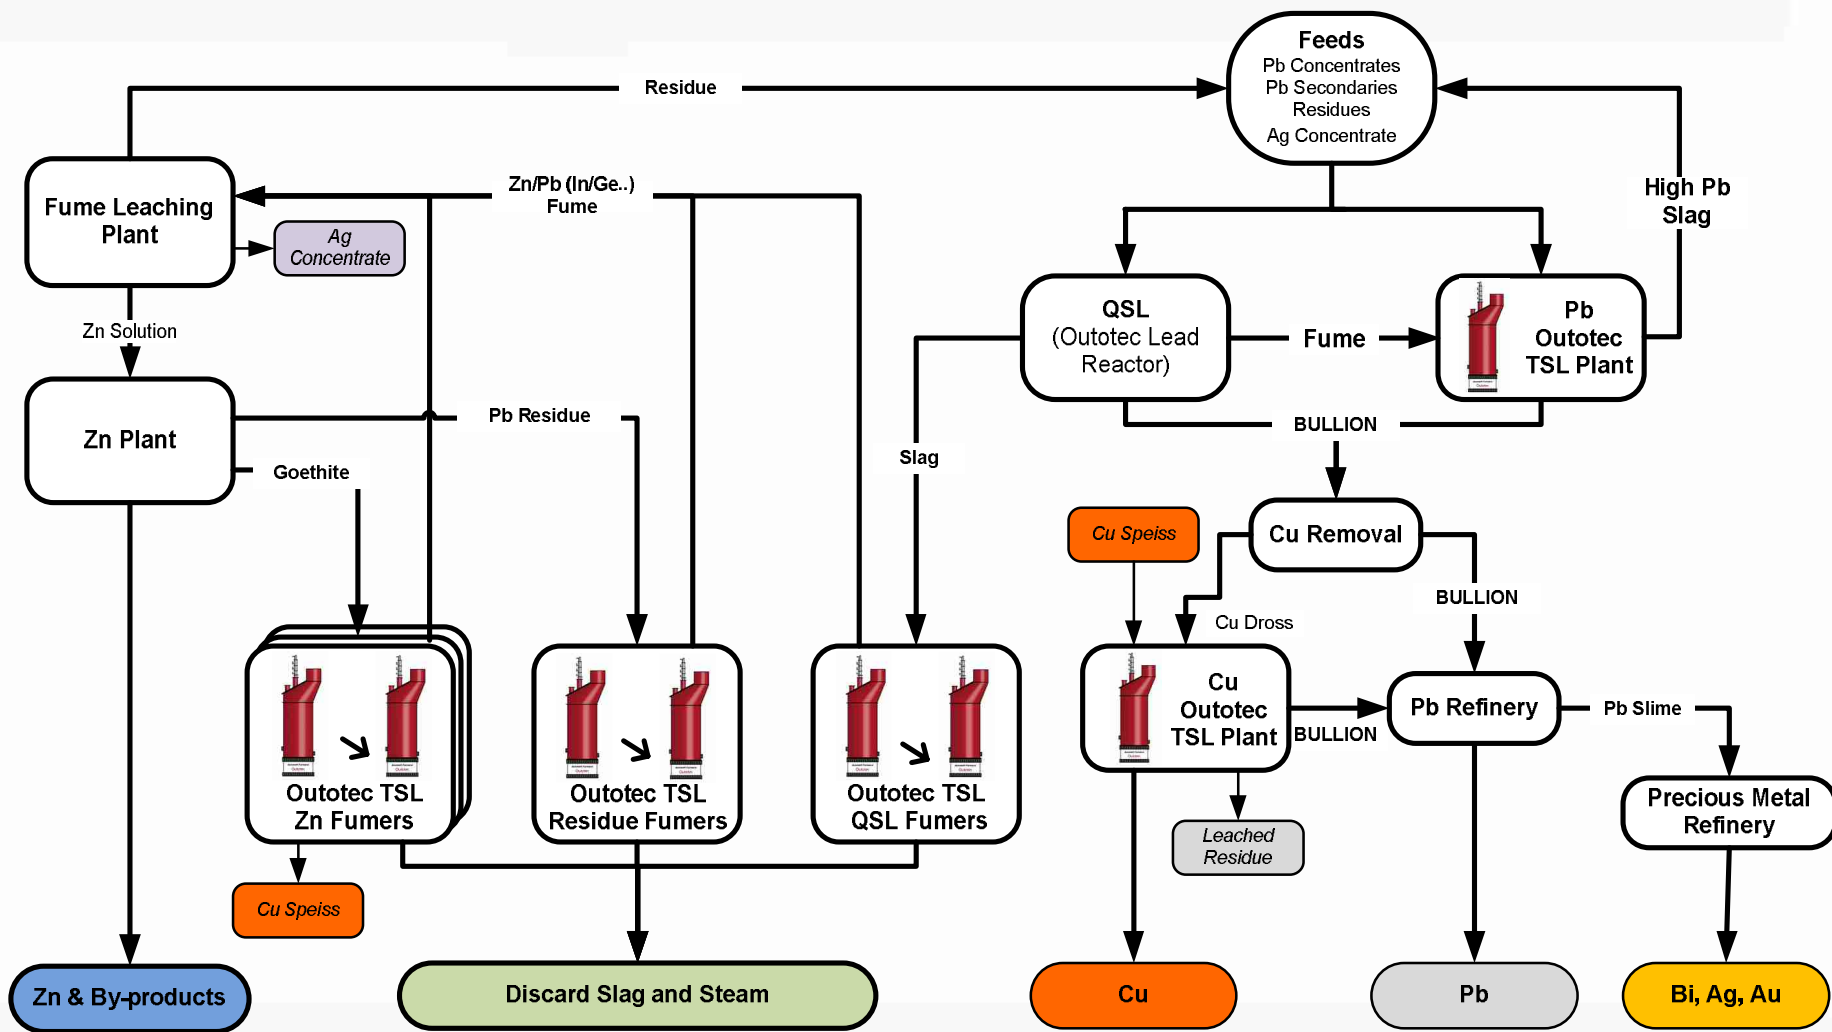 Feeds
Pb Concentrates
Pb Secondaries
Residues
Ag Concentrate
Residue
High Pb
Slag
Zn/Pb (In/Ge..)
Fume
Fume Leaching
Plant
Ag
Concentrate
Zn Solution
QSL
(Outotec Lead
Reactor)
Fume
Pb
Outotec
TSL Plant
Zn Plant
Pb Residue
Goethite
Slag
BULLION
Cu Speiss
Cu Removal
BULLION
Cu Dross
Outotec TSL
Zn Fumers
Outotec TSL
Residue Fumers
Outotec TSL
QSL Fumers
Cu
Outotec
TSL Plant
BULLION
Pb Refinery
Pb Slime
Precious Metal
Refinery
Leached
Residue
Cu Speiss
Zn & By-products
Discard Slag and Steam
Cu
Pb
Bi, Ag, Au